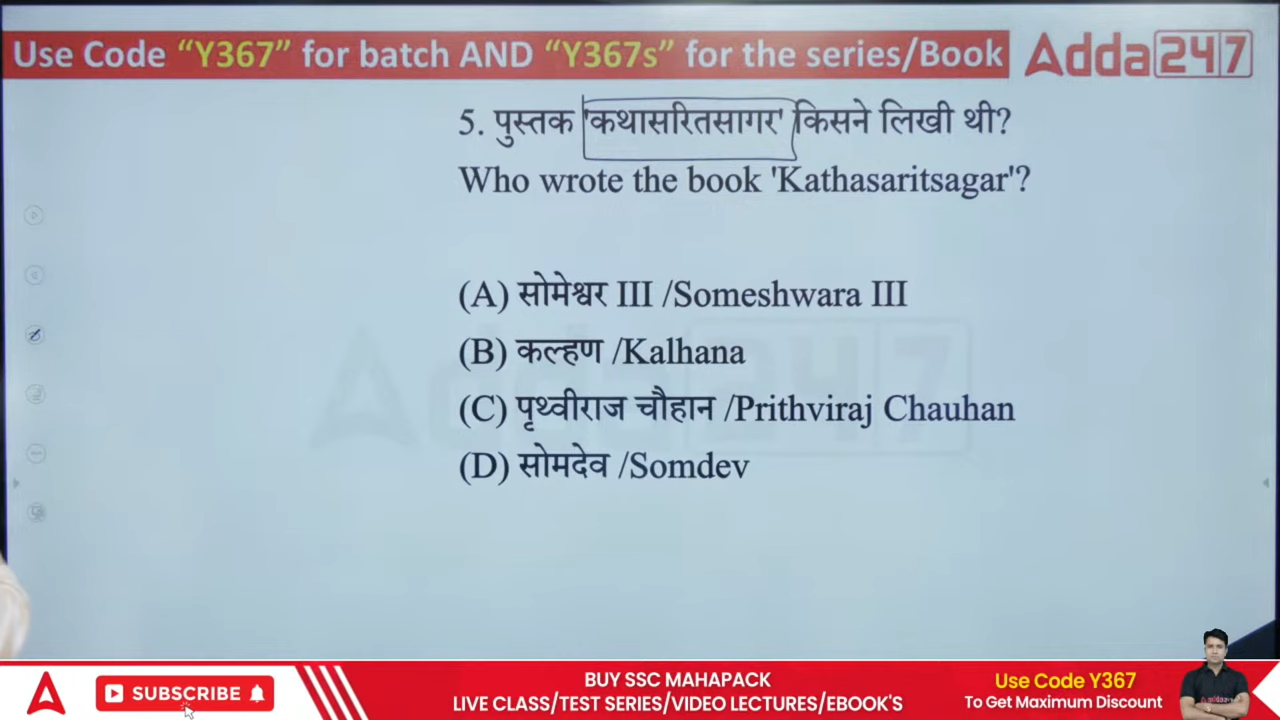 Use Code “Y367” for batch AND “Y367s” for the series/Book
Adda247
5. पुस्तक 'कथासरितसागर' किसने लिखी थी?
Who wrote the book 'Kathasaritsagar'?
(A) सोमेश्वर III /Someshwara III
(B) कल्हण /Kalhana
(C) पृथ्वीराज चौहान /Prithviraj Chauhan
(D) सोमदेव /Somdev
Adda247
SUBSCRIBE
BUY SSC MAHAPACK
LIVE CLASS/TEST SERIES/VIDEO LECTURES/EBOOK'S
Use Code Y367
To Get Maximum Discount